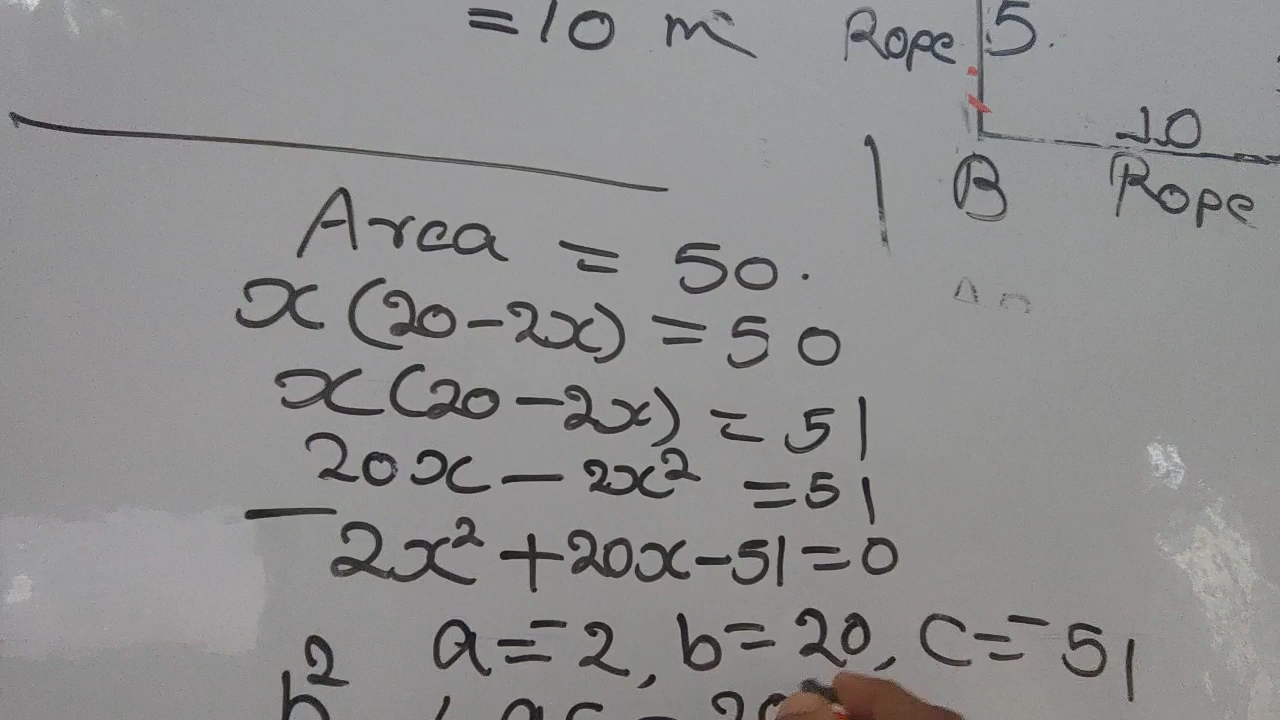 = 10 m
Rope 5.
10
B Rope
Area = 50.
x(20-2x) = 50
x(20-2x) = 51
20x - 2x² = 51
-2x² + 20x - 51 = 0
a = -2, b = 20, c = -51
b²